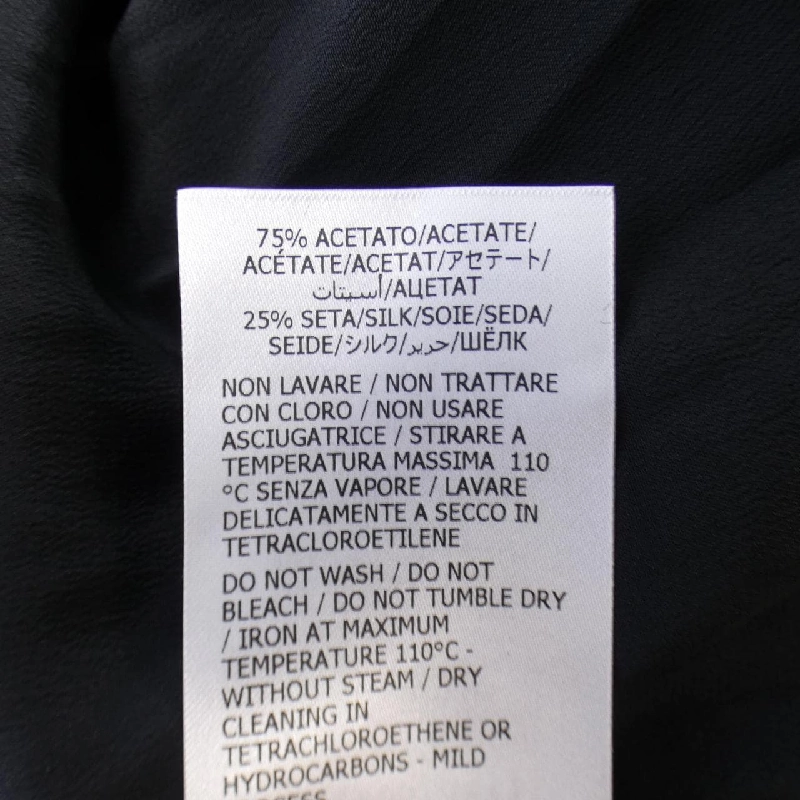 75% ACETATO/ACETATE/
ACÉTATE/ACETAT/アセテート/
أسيتات/АЦЕТАТ
25% SETA/SILK/SOIE/SEDA/
SEIDE/シルク/حرير/ШЁЛК
NON LAVARE / NON TRATTARE
CON CLORO / NON USARE
ASCIUGATRICE / STIRARE A
TEMPERATURA MASSIMA 110
°C SENZA VAPORE / LAVARE
DELICATAMENTE A SECCO IN
TETRACLOROETILENE
DO NOT WASH / DO NOT
BLEACH / DO NOT TUMBLE DRY
/ IRON AT MAXIMUM
TEMPERATURE 110°C -
WITHOUT STEAM / DRY
CLEANING IN
TETRACHLOROETHENE OR
HYDROCARBONS - MILD